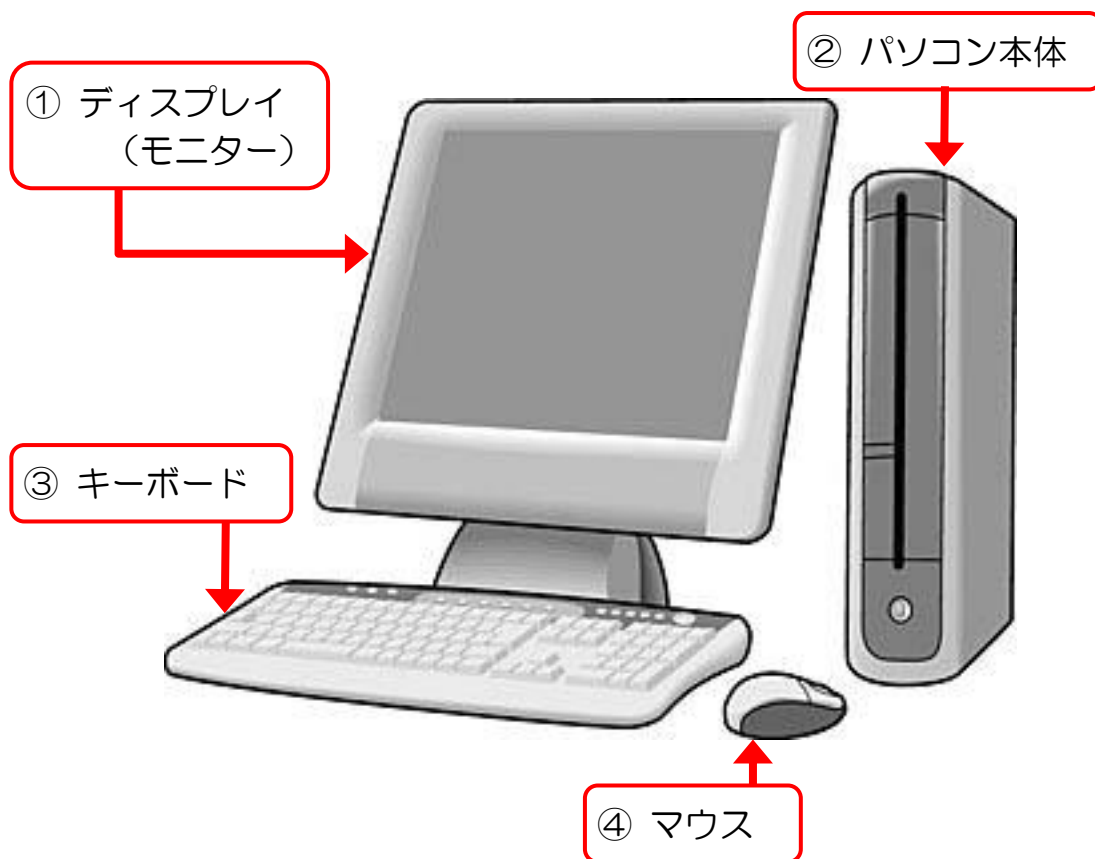 ① ディスプレイ
（モニター）
② パソコン本体
③ キーボード
④ マウス